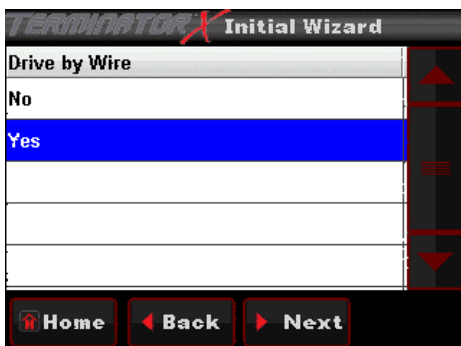 TERMINATOR X Initial Wizard
Drive by Wire
No
Yes
Home Back Next